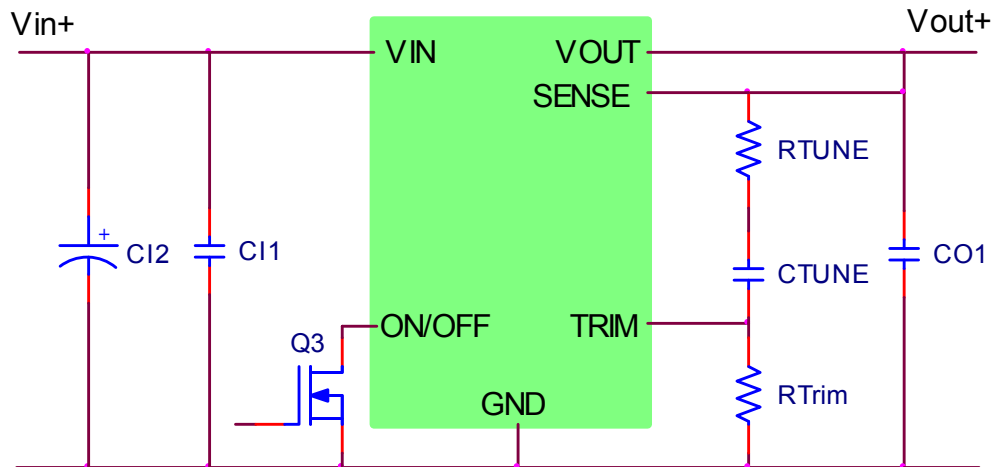 Vin+
Vout+
VIN
VOUT
SENSE
RTUNE
+
CI2
CI1
CTUNE
CO1
ON/OFF
TRIM
Q3
RTrim
GND